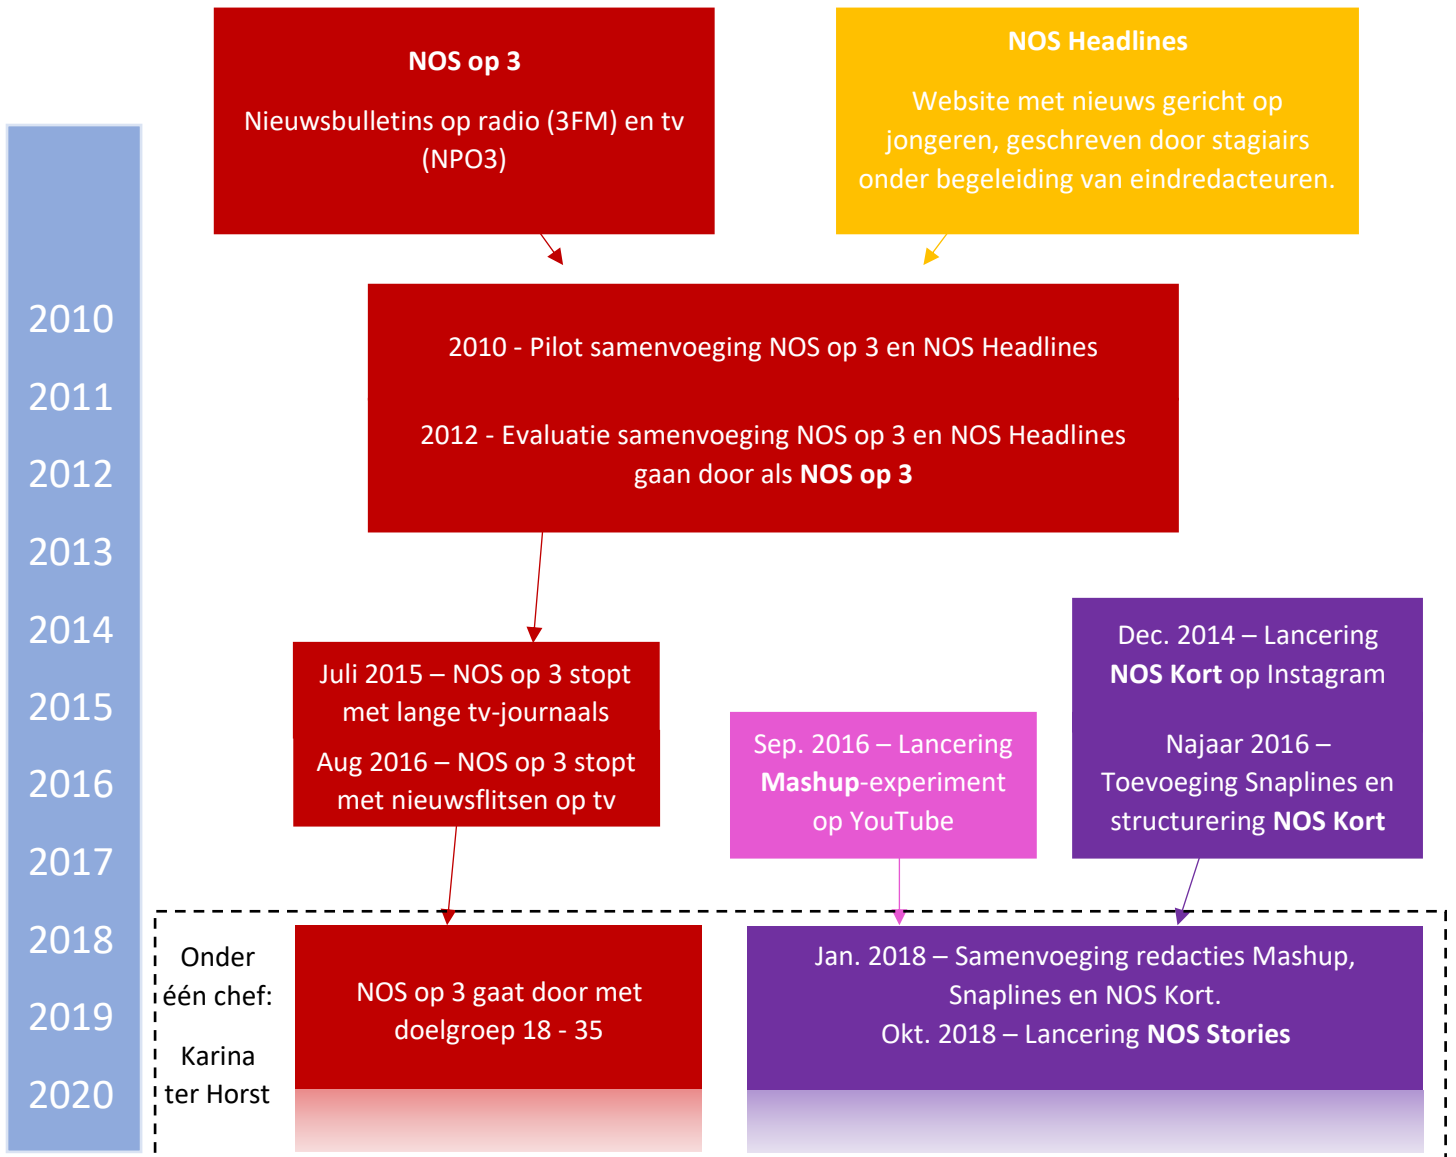 NOS op 3
Nieuwsbulletins op radio (3FM) en tv
(NPO3)
NOS Headlines
Website met nieuws gericht op
jongeren, geschreven door stagiairs
onder begeleiding van eindredacteuren.
2010
2011
2012
2013
2014
2015
2016
2017
2018
2019
2020
2010 - Pilot samenvoeging NOS op 3 en NOS Headlines
2012 - Evaluatie samenvoeging NOS op 3 en NOS Headlines
gaan door als NOS op 3
Juli 2015 – NOS op 3 stopt
met lange tv-journaals
Aug 2016 – NOS op 3 stopt
met nieuwsflitsen op tv
Sep. 2016 – Lancering
Mashup-experiment
op YouTube
Dec. 2014 – Lancering
NOS Kort op Instagram
Najaar 2016 –
Toevoeging Snaplines en
structurering NOS Kort
Onder
één chef:
Karina
ter Horst
NOS op 3 gaat door met
doelgroep 18 - 35
Jan. 2018 – Samenvoeging redacties Mashup,
Snaplines en NOS Kort.
Okt. 2018 – Lancering NOS Stories